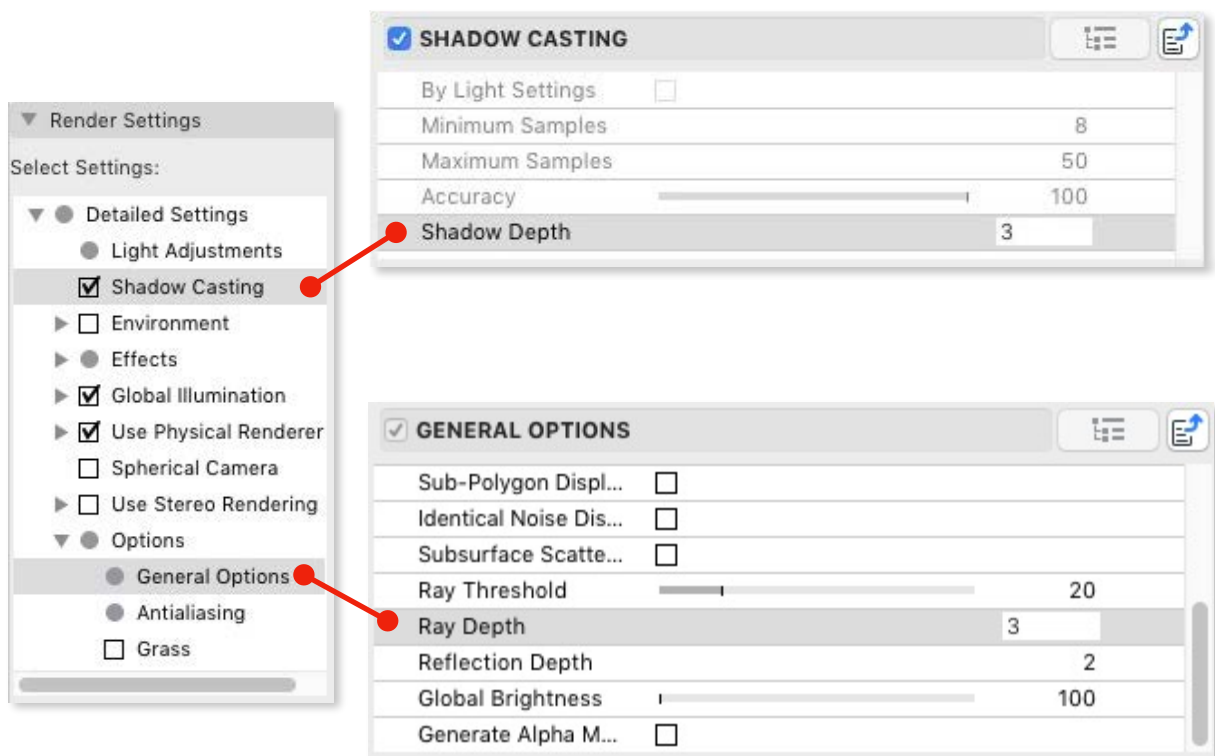 Render Settings
Select Settings:
Detailed Settings
Light Adjustments
Shadow Casting
Environment
Effects
Global Illumination
Use Physical Renderer
Spherical Camera
Use Stereo Rendering
Options
General Options
Antialiasing
Grass
SHADOW CASTING
By Light Settings
Minimum Samples 8
Maximum Samples 50
Accuracy 100
Shadow Depth 3
GENERAL OPTIONS
Sub-Polygon Displ...
Identical Noise Dis...
Subsurface Scatte...
Ray Threshold 20
Ray Depth 3
Reflection Depth 2
Global Brightness 100
Generate Alpha M...